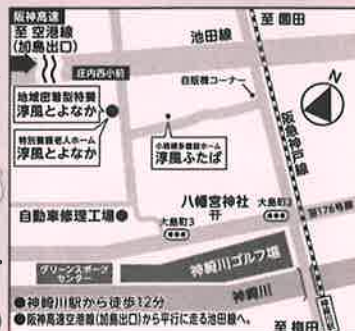 阪神高速
至 空港線
(加島出口)
池田線
至 園田
庄内西小前
自販機コーナー
地域密着型特養
淳風とよなか
特別養護老人ホーム
淳風とよなか
小規模多機能ホーム
淳風ふたば
阪急神戸線
N
八幡宮神社
大島町3
大島町3
自動車修理工場
至176号線
グリーンスポーツ
センター
神崎川ゴルフ場
神崎川
至 梅田
●神崎川駅から徒歩12分
●阪神高速空港線(加島出口)から平行に走る池田線へ。